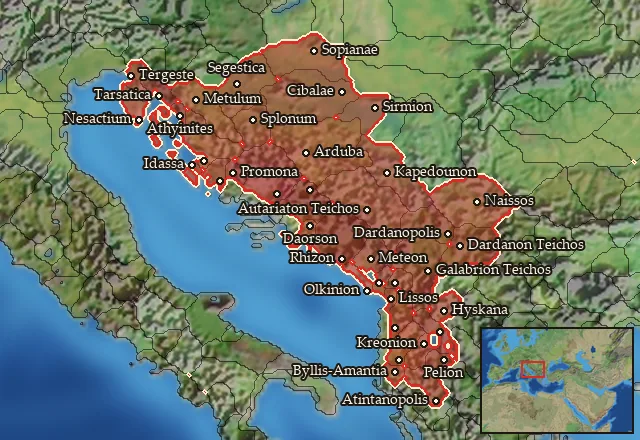 Sopianae
Segestica
Tergeste
Cibalae
Tarsatica
Metulum
Sirmion
Nesactium
Splonum
Athyinites
Arduba
Idassa
Promona
Kapedounon
Naissos
Autariaton Teichos
Dardanopolis
Daorson
Dardanon Teichos
Rhizon
Meteon
Galabrion Teichos
Olkinion
Lissos
Hyskana
Kreonion
Byllis-Amantia
Pelion
Atintanopolis